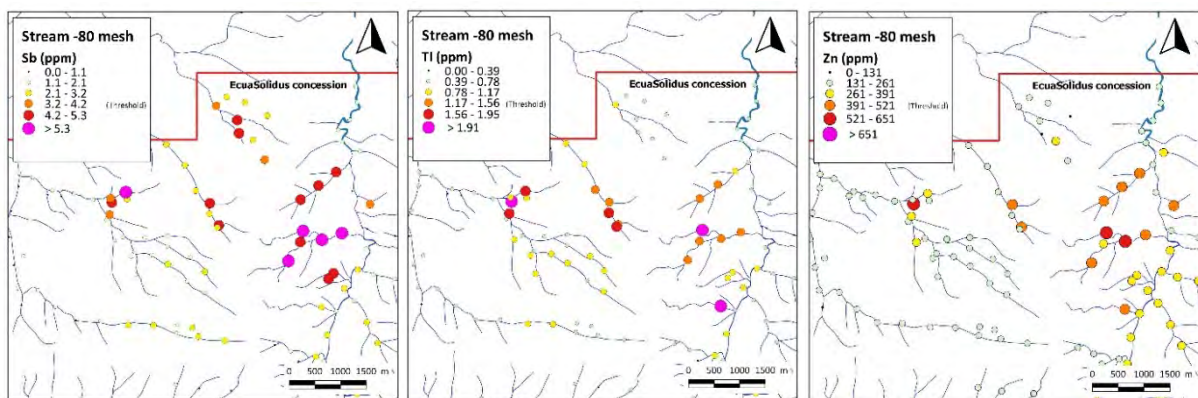 Stream -80 mesh
Sb (ppm)
0.0 - 1.1
1.1 - 2.1
2.1 - 3.2
3.2 - 4.2 (Threshold)
4.2 - 5.3
> 5.3
EcuaSolidus concession
0 500 1000 1500 m
Stream -80 mesh
Tl (ppm)
0.00 - 0.39
0.39 - 0.78
0.78 - 1.17
1.17 - 1.56 (Threshold)
1.56 - 1.95
> 1.91
EcuaSolidus concession
0 500 1000 1500 m
Stream -80 mesh
Zn (ppm)
0 - 131
131 - 261
261 - 391
391 - 521 (Threshold)
521 - 651
> 651
EcuaSolidus concession
0 500 1000 1500 m